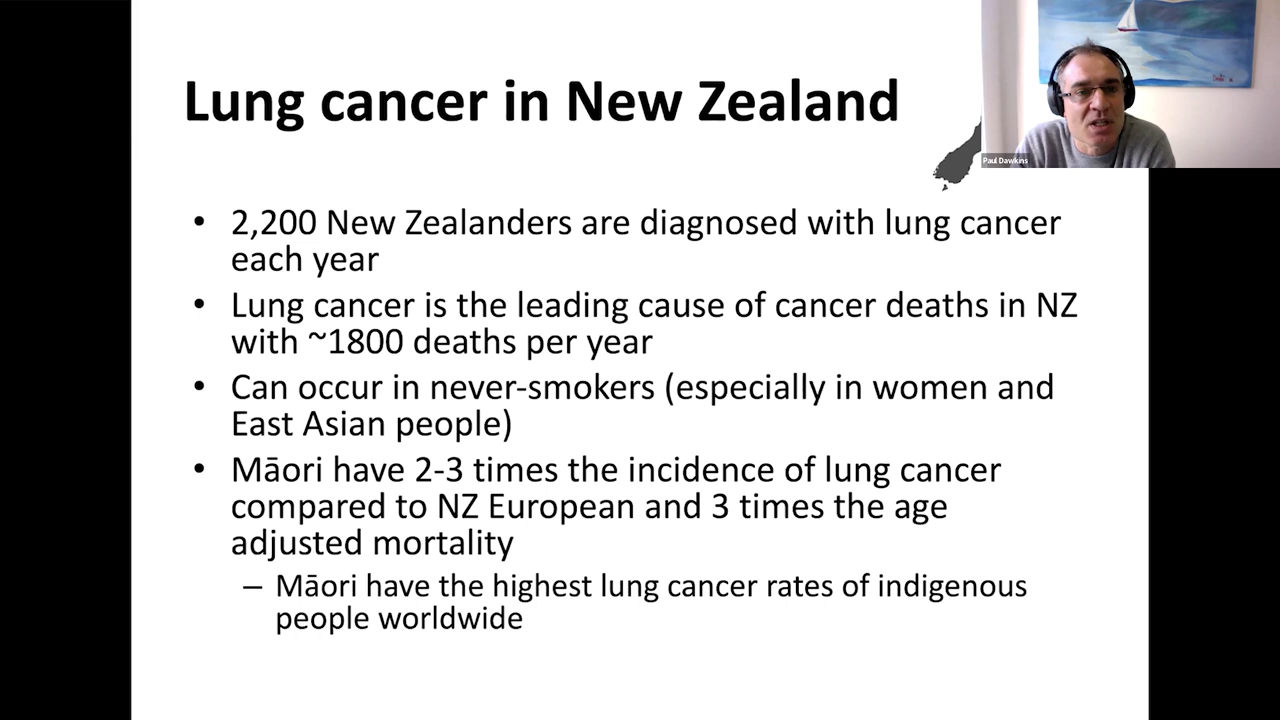 Lung cancer in New Zealand
Paul Dawkins
• 2,200 New Zealanders are diagnosed with lung cancer
each year
• Lung cancer is the leading cause of cancer deaths in NZ
with ~1800 deaths per year
• Can occur in never-smokers (especially in women and
East Asian people)
• Māori have 2-3 times the incidence of lung cancer
compared to NZ European and 3 times the age
adjusted mortality
– Māori have the highest lung cancer rates of indigenous
people worldwide